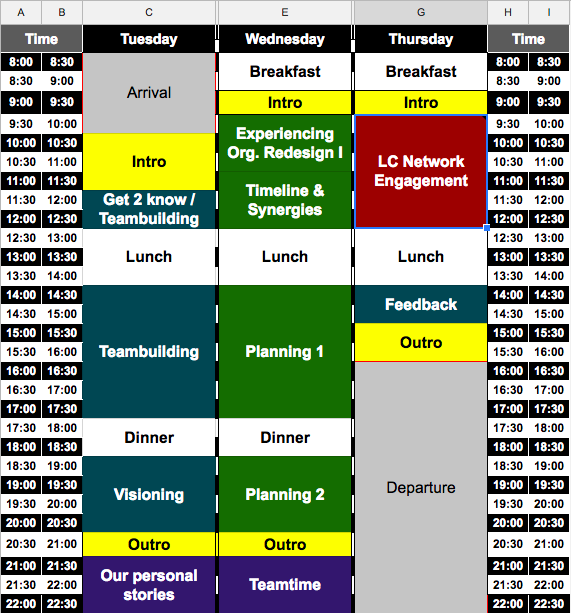 A B C E G H I
Time Tuesday Wednesday Thursday Time
8:00 8:30 Breakfast Breakfast 8:00 8:30
8:30 9:00 Arrival 8:30 9:00
9:00 9:30 Intro Intro 9:00 9:30
9:30 10:00 Experiencing 9:30 10:00
10:00 10:30 Org. Redesign I 10:00 10:30
10:30 11:00 Intro LC Network 10:30 11:00
11:00 11:30 Timeline & Engagement 11:00 11:30
11:30 12:00 Get 2 know / Synergies 11:30 12:00
12:00 12:30 Teambuilding 12:00 12:30
12:30 13:00 12:30 13:00
13:00 13:30 Lunch Lunch Lunch 13:00 13:30
13:30 14:00 13:30 14:00
14:00 14:30 Feedback 14:00 14:30
14:30 15:00 14:30 15:00
15:00 15:30 Outro 15:00 15:30
15:30 16:00 Teambuilding Planning 1 15:30 16:00
16:00 16:30 16:00 16:30
16:30 17:00 16:30 17:00
17:00 17:30 17:00 17:30
17:30 18:00 Dinner Dinner 17:30 18:00
18:00 18:30 18:00 18:30
18:30 19:00 18:30 19:00
19:00 19:30 Visioning Planning 2 Departure 19:00 19:30
19:30 20:00 19:30 20:00
20:00 20:30 20:00 20:30
20:30 21:00 Outro Outro 20:30 21:00
21:00 21:30 Our personal 21:00 21:30
21:30 22:00 stories Teamtime 21:30 22:00
22:00 22:30 22:00 22:30